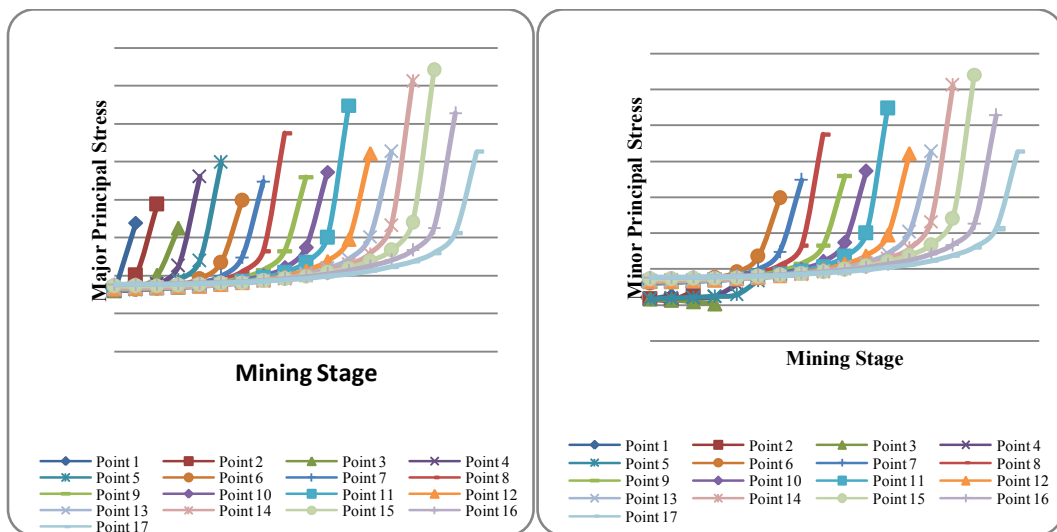 Major Principal Stress
Mining Stage
Point 1 Point 2 Point 3 Point 4
Point 5 Point 6 Point 7 Point 8
Point 9 Point 10 Point 11 Point 12
Point 13 Point 14 Point 15 Point 16
Point 17
Minor Principal Stress
Mining Stage
Point 1 Point 2 Point 3 Point 4
Point 5 Point 6 Point 7 Point 8
Point 9 Point 10 Point 11 Point 12
Point 13 Point 14 Point 15 Point 16
Point 17